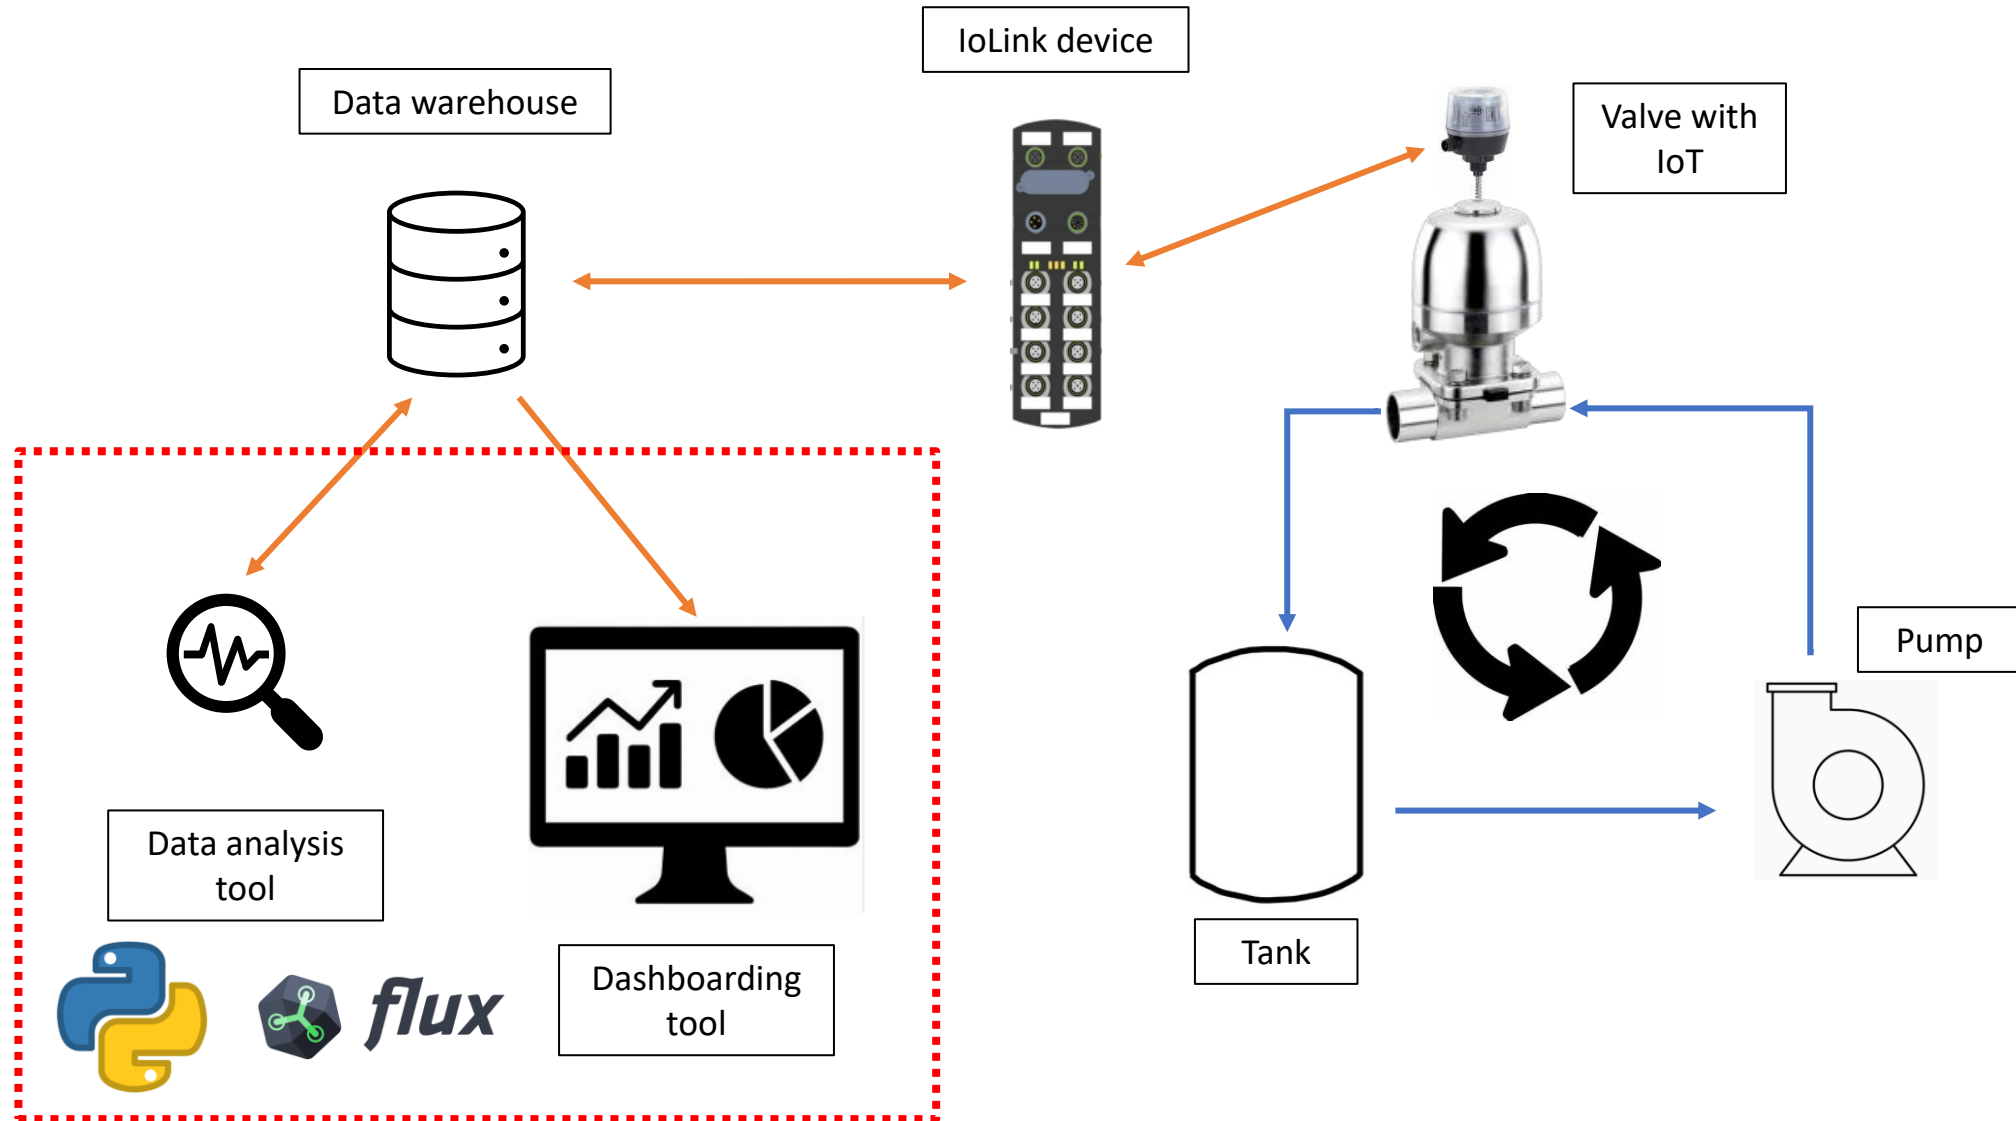 IoLink device
Data warehouse
Valve with
IoT
Pump
Data analysis
tool
Tank
Dashboarding
tool
flux